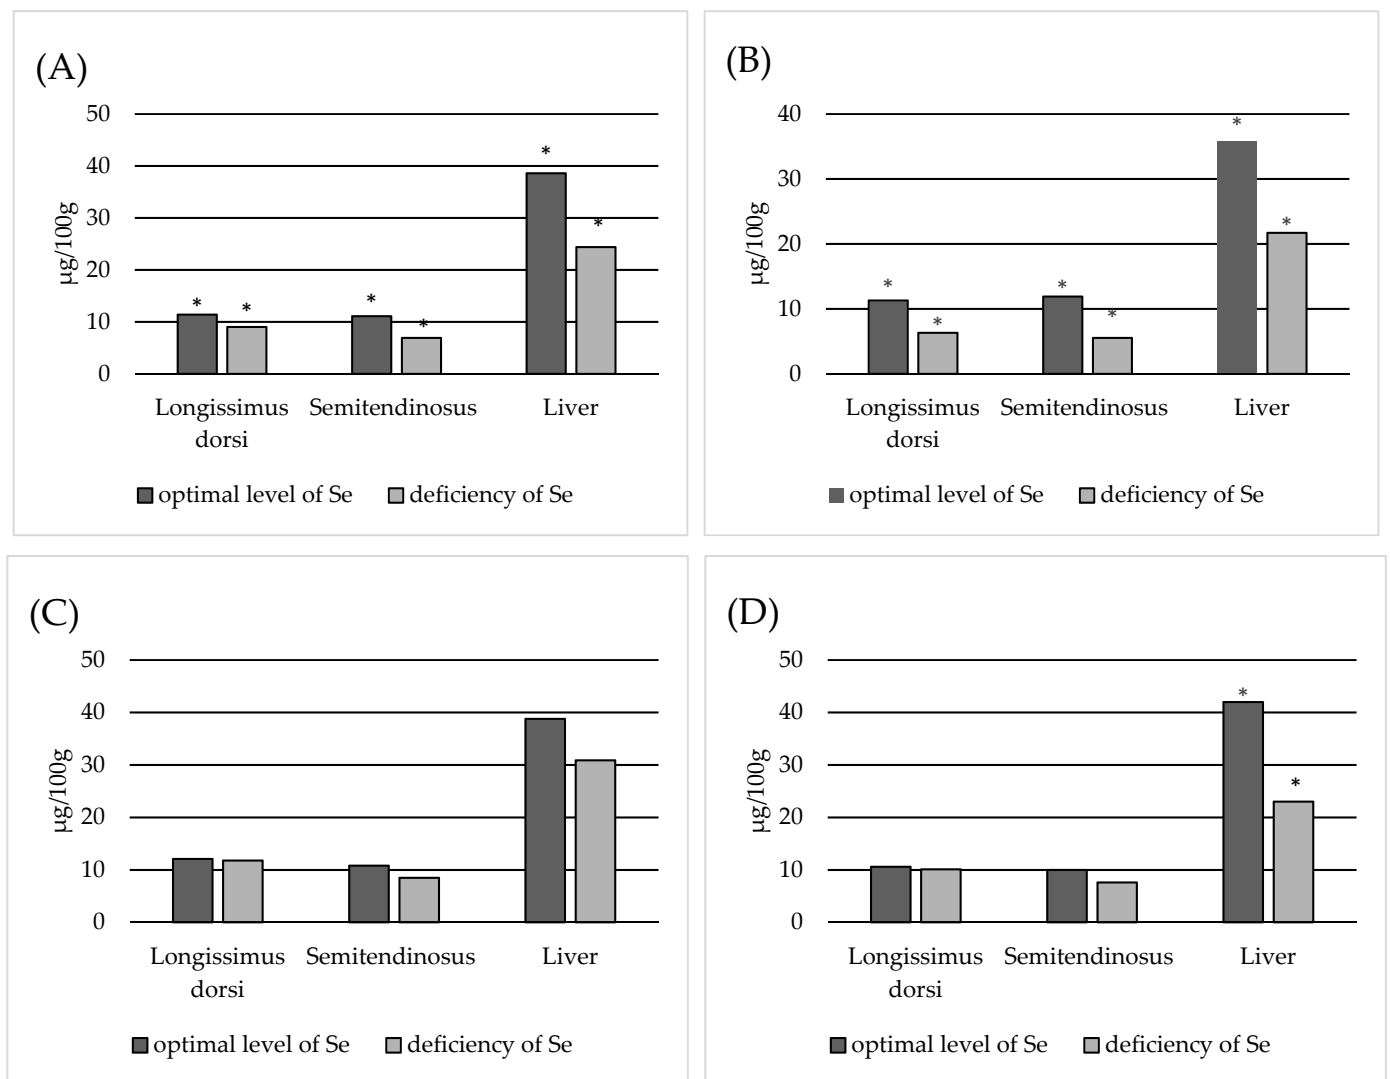 (A)
50
40
30
20
10
0
µg/100g
*
*
*
*
*
*
Longissimus dorsi
Semitendinosus
Liver
optimal level of Se
deficiency of Se
(B)
40
30
20
10
0
µg/100g
*
*
*
*
*
*
Longissimus dorsi
Semitendinosus
Liver
optimal level of Se
deficiency of Se
(C)
50
40
30
20
10
0
µg/100g
Longissimus dorsi
Semitendinosus
Liver
optimal level of Se
deficiency of Se
(D)
50
40
30
20
10
0
µg/100g
*
*
Longissimus dorsi
Semitendinosus
Liver
optimal level of Se
deficiency of Se